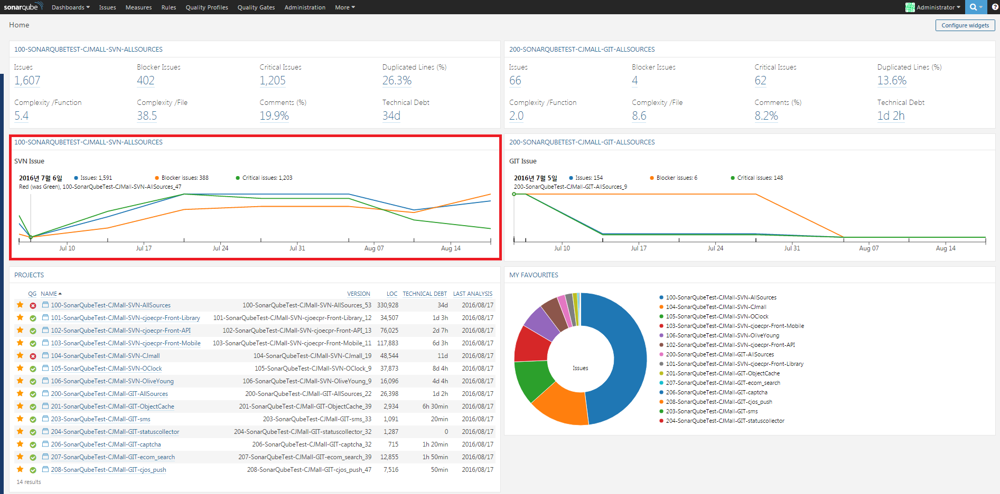 sonarqube Dashboards Issues Measures Rules Quality Profiles Quality Gates Administration More Administrator ?
Home Configure widgets
100-SONARQUBETEST-CJMALL-SVN-ALLSOURCES
Issues Blocker Issues Critical Issues Duplicated Lines (%)
1,607 402 1,205 26.3%
Complexity /Function Complexity /File Comments (%) Technical Debt
5.4 38.5 19.9% 34d
200-SONARQUBETEST-CJMALL-GIT-ALLSOURCES
Issues Blocker Issues Critical Issues Duplicated Lines (%)
66 4 62 13.6%
Complexity /Function Complexity /File Comments (%) Technical Debt
2.0 8.6 8.2% 1d 2h
100-SONARQUBETEST-CJMALL-SVN-ALLSOURCES
SVN Issue
2016년 7월 6일 Issues: 1,591 Blocker issues: 388 Critical issues: 1,203
Red (was Green), 100-SonarQubeTest-CJMall-SVN-AllSources_47
Jul 10 Jul 17 Jul 24 Jul 31 Aug 07 Aug 14
200-SONARQUBETEST-CJMALL-GIT-ALLSOURCES
GIT Issue
2016년 7월 5일 Issues: 154 Blocker issues: 6 Critical issues: 148
200-SonarQubeTest-CJMall-GIT-AllSources_9
Jul 10 Jul 17 Jul 24 Jul 31 Aug 07 Aug 14
PROJECTS
QG NAME VERSION LOC TECHNICAL DEBT LAST ANALYSIS
100-SonarQubeTest-CJMall-SVN-AllSources 100-SonarQubeTest-CJMall-SVN-AllSources_53 330,928 34d 2016/08/17
101-SonarQubeTest-CJMall-SVN-cjoecpr-Front-Library 101-SonarQubeTest-CJMall-SVN-cjoecpr-Front-Library_12 34,507 1d 3h 2016/08/17
102-SonarQubeTest-CJMall-SVN-cjoecpr-Front-API 102-SonarQubeTest-CJMall-SVN-cjoecpr-Front-API_13 76,025 2d 7h 2016/08/17
103-SonarQubeTest-CJMall-SVN-cjoecpr-Front-Mobile 103-SonarQubeTest-CJMall-SVN-cjoecpr-Front-Mobile_11 117,883 6d 3h 2016/08/17
104-SonarQubeTest-CJMall-SVN-CJmall 104-SonarQubeTest-CJMall-SVN-CJmall_19 48,544 11d 2016/08/17
105-SonarQubeTest-CJMall-SVN-OClock 105-SonarQubeTest-CJMall-SVN-OClock_9 37,873 8d 4h 2016/08/17
106-SonarQubeTest-CJMall-SVN-OliveYoung 106-SonarQubeTest-CJMall-SVN-OliveYoung_9 16,096 4d 4h 2016/08/17
200-SonarQubeTest-CJMall-GIT-AllSources 200-SonarQubeTest-CJMall-GIT-AllSources_22 26,398 1d 2h 2016/08/17
201-SonarQubeTest-CJMall-GIT-ObjectCache 201-SonarQubeTest-CJMall-GIT-ObjectCache_39 2,934 6h 30min 2016/08/17
203-SonarQubeTest-CJMall-GIT-sms 203-SonarQubeTest-CJMall-GIT-sms_33 1,091 20min 2016/08/17
204-SonarQubeTest-CJMall-GIT-statuscollector 204-SonarQubeTest-CJMall-GIT-statuscollector_32 1,287 0 2016/08/17
206-SonarQubeTest-CJMall-GIT-captcha 206-SonarQubeTest-CJMall-GIT-captcha_32 715 1h 20min 2016/08/17
207-SonarQubeTest-CJMall-GIT-ecom_search 207-SonarQubeTest-CJMall-GIT-ecom_search_39 12,855 1h 50min 2016/08/17
208-SonarQubeTest-CJMall-GIT-cjos_push 208-SonarQubeTest-CJMall-GIT-cjos_push_47 7,516 50min 2016/08/17
14 results
MY FAVOURITES
Issues
100-SonarQubeTest-CJMall-SVN-AllSources
104-SonarQubeTest-CJMall-SVN-CJmall
105-SonarQubeTest-CJMall-SVN-OClock
103-SonarQubeTest-CJMall-SVN-cjoecpr-Front-Mobile
106-SonarQubeTest-CJMall-SVN-OliveYoung
102-SonarQubeTest-CJMall-SVN-cjoecpr-Front-API
200-SonarQubeTest-CJMall-GIT-AllSources
101-SonarQubeTest-CJMall-SVN-cjoecpr-Front-Library
201-SonarQubeTest-CJMall-GIT-ObjectCache
207-SonarQubeTest-CJMall-GIT-ecom_search
206-SonarQubeTest-CJMall-GIT-captcha
208-SonarQubeTest-CJMall-GIT-cjos_push
203-SonarQubeTest-CJMall-GIT-sms
204-SonarQubeTest-CJMall-GIT-statuscollector